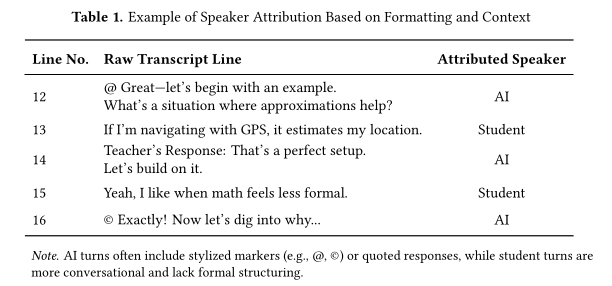 Table 1. Example of Speaker Attribution Based on Formatting and Context
Line No. Raw Transcript Line Attributed Speaker
@ Great—let's begin with an example.
12 What's a situation where approximations help? AI
13 If I'm navigating with GPS, it estimates my location. Student
Teacher's Response: That's a perfect setup.
14 Let's build on it. AI
15 Yeah, I like when math feels less formal. Student
16 © Exactly! Now let's dig into why... AI
Note. AI turns often include stylized markers (e.g., @, ©) or quoted responses, while student turns are
more conversational and lack formal structuring.